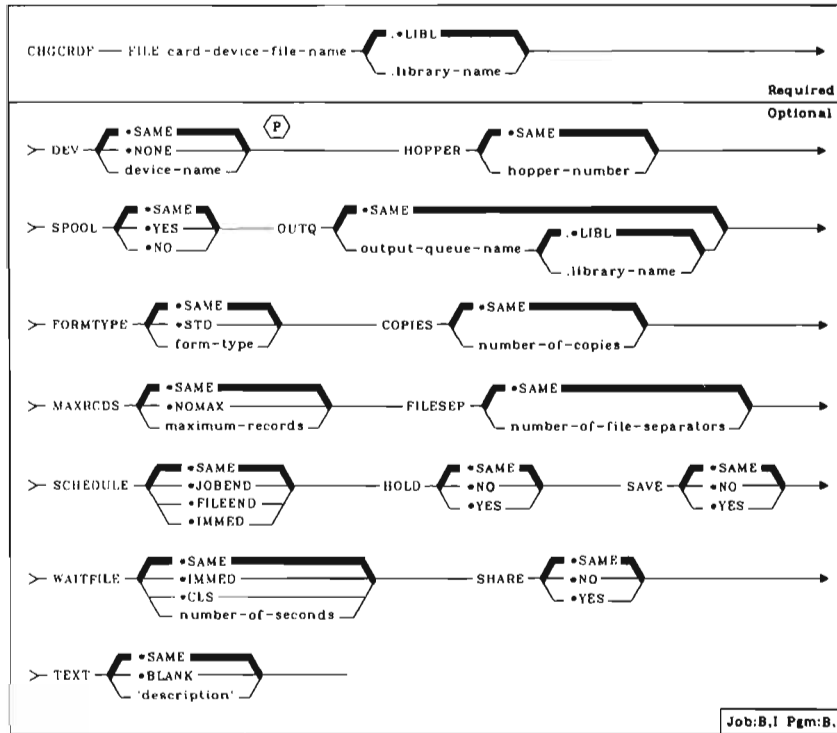 .*LIBL
CHGCRDF FILE card-device-file-name
.library-name
Required
Optional
*SAME P *SAME
DEV *NONE HOPPER
device-name hopper-number
*SAME *SAME
SPOOL *YES OUTQ .*LIBL
*NO output-queue-name
.library-name
*SAME *SAME
FORMTYPE *STD COPIES
form-type number-of-copies
*SAME *SAME
MAXRCDS *NOMAX FILESEP
maximum-records number-of-file-separators
*SAME *SAME *SAME
SCHEDULE *JOBEND HOLD *NO SAVE *NO
*FILEEND *YES *YES
*IMMED
*SAME *SAME
WAITFILE *IMMED SHARE *NO
*CLS *YES
number-of-seconds
*SAME
TEXT *BLANK
'description'
Job:B,I Pgm:B,